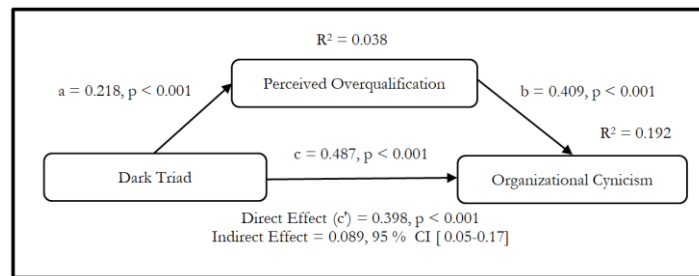 R² = 0.038
Perceived Overqualification
a = 0.218, p < 0.001
b = 0.409, p < 0.001
R² = 0.192
c = 0.487, p < 0.001
Dark Triad
Organizational Cynicism
Direct Effect (c') = 0.398, p < 0.001
Indirect Effect = 0.089, 95 % CI [ 0.05-0.17]